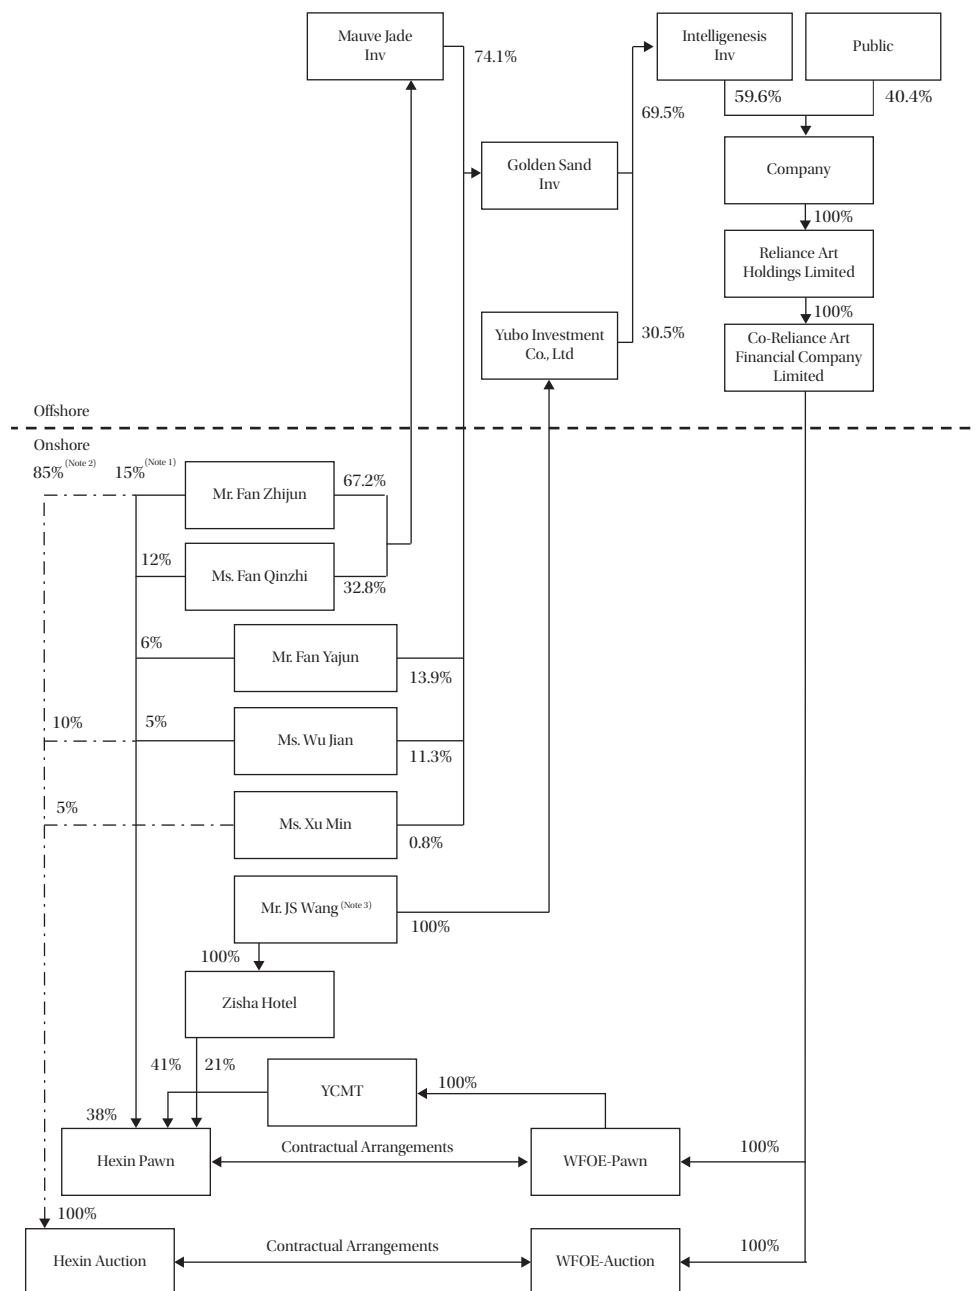 Mauve Jade
Inv
74.1%
Intelligenesis
Inv
Public
59.6%
40.4%
69.5%
Golden Sand
Inv
Company
100%
Reliance Art
Holdings Limited
100%
Yubo Investment
Co., Ltd
30.5%
Co-Reliance Art
Financial Company
Limited
Offshore
Onshore
85% (Note 2)
15% (Note 1)
Mr. Fan Zhijun
67.2%
12%
Ms. Fan Qinzhi
32.8%
6%
Mr. Fan Yajun
13.9%
10%
5%
Ms. Wu Jian
11.3%
5%
Ms. Xu Min
0.8%
Mr. JS Wang (Note 3)
100%
100%
Zisha Hotel
41%
21%
YCMT
100%
38%
Hexin Pawn
Contractual Arrangements
WFOE-Pawn
100%
100%
Hexin Auction
Contractual Arrangements
WFOE-Auction
100%